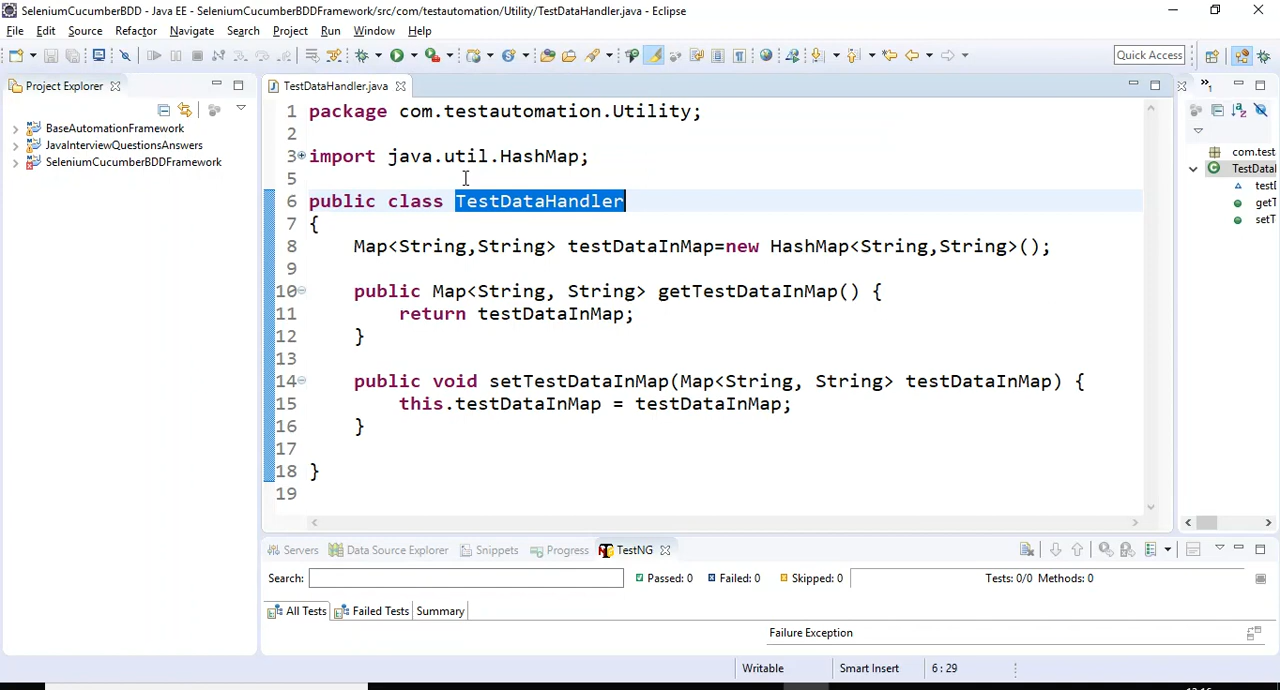 SeleniumCucumberBDD - Java EE - SeleniumCucumberBDDFramework/src/com/testautomation/Utility/TestDataHandler.java - Eclipse
File Edit Source Refactor Navigate Search Project Run Window Help
Quick Access
Project Explorer
BaseAutomationFramework
JavaInterviewQuestionsAnswers
SeleniumCucumberBDDFramework
TestDataHandler.java
1 package com.testautomation.Utility;
2
3 import java.util.HashMap;
5
6 public class TestDataHandler
7 {
8 Map<String,String> testDataInMap=new HashMap<String,String>();
9
10 public Map<String, String> getTestDataInMap() {
11 return testDataInMap;
12 }
13
14 public void setTestDataInMap(Map<String, String> testDataInMap) {
15 this.testDataInMap = testDataInMap;
16 }
17
18 }
19
com.test
TestDatal
testI
getT
setT
Servers Data Source Explorer Snippets Progress TestNG
Search: Passed: 0 Failed: 0 Skipped: 0 Tests: 0/0 Methods: 0
All Tests Failed Tests Summary
Failure Exception
Writable Smart Insert 6 : 29